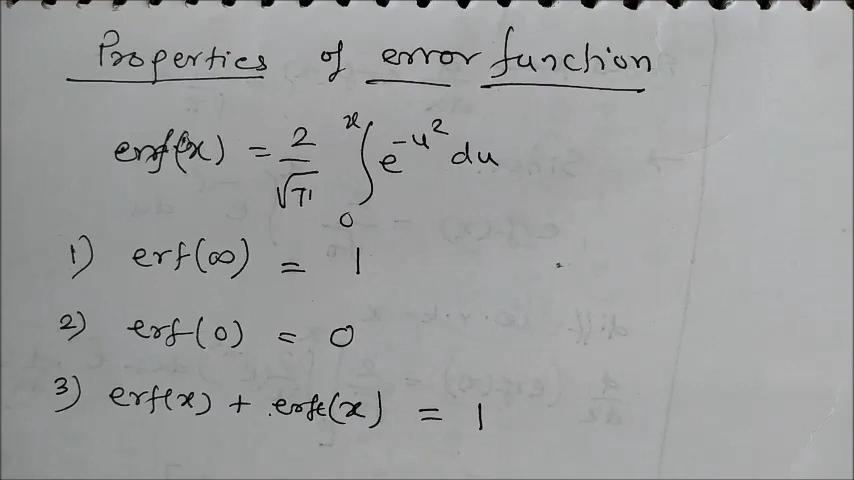 Properties of error function
erf(x) = 2/√π ∫₀ˣ e^-u² du
1) erf(∞) = 1
2) erf(0) = 0
3) erf(x) + erfc(x) = 1